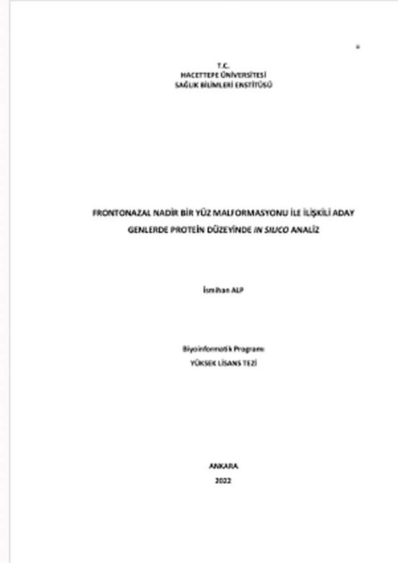 T.C.
HACETTEPE ÜNİVERSİTESİ
SAĞLIK BİLİMLERİ ENSTİTÜSÜ
FRONTONAZAL NADİR BİR YÜZ MALFORMASYONU İLE İLİŞKİLİ ADAY
GENLERDE PROTEİN DÜZEYİNDE IN SILICO ANALİZ
İsmihan ALP
Biyoinformatik Programı
YÜKSEK LİSANS TEZİ
ANKARA
2022